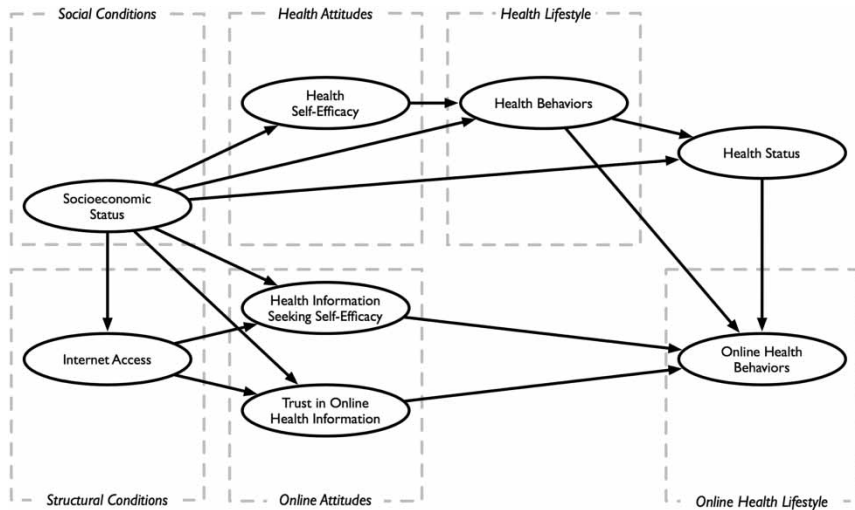 Social Conditions
Health Attitudes
Health Lifestyle
Health
Self-Efficacy
Health Behaviors
Health Status
Socioeconomic
Status
Health Information
Seeking Self-Efficacy
Internet Access
Online Health
Behaviors
Trust in Online
Health Information
Structural Conditions
Online Attitudes
Online Health Lifestyle